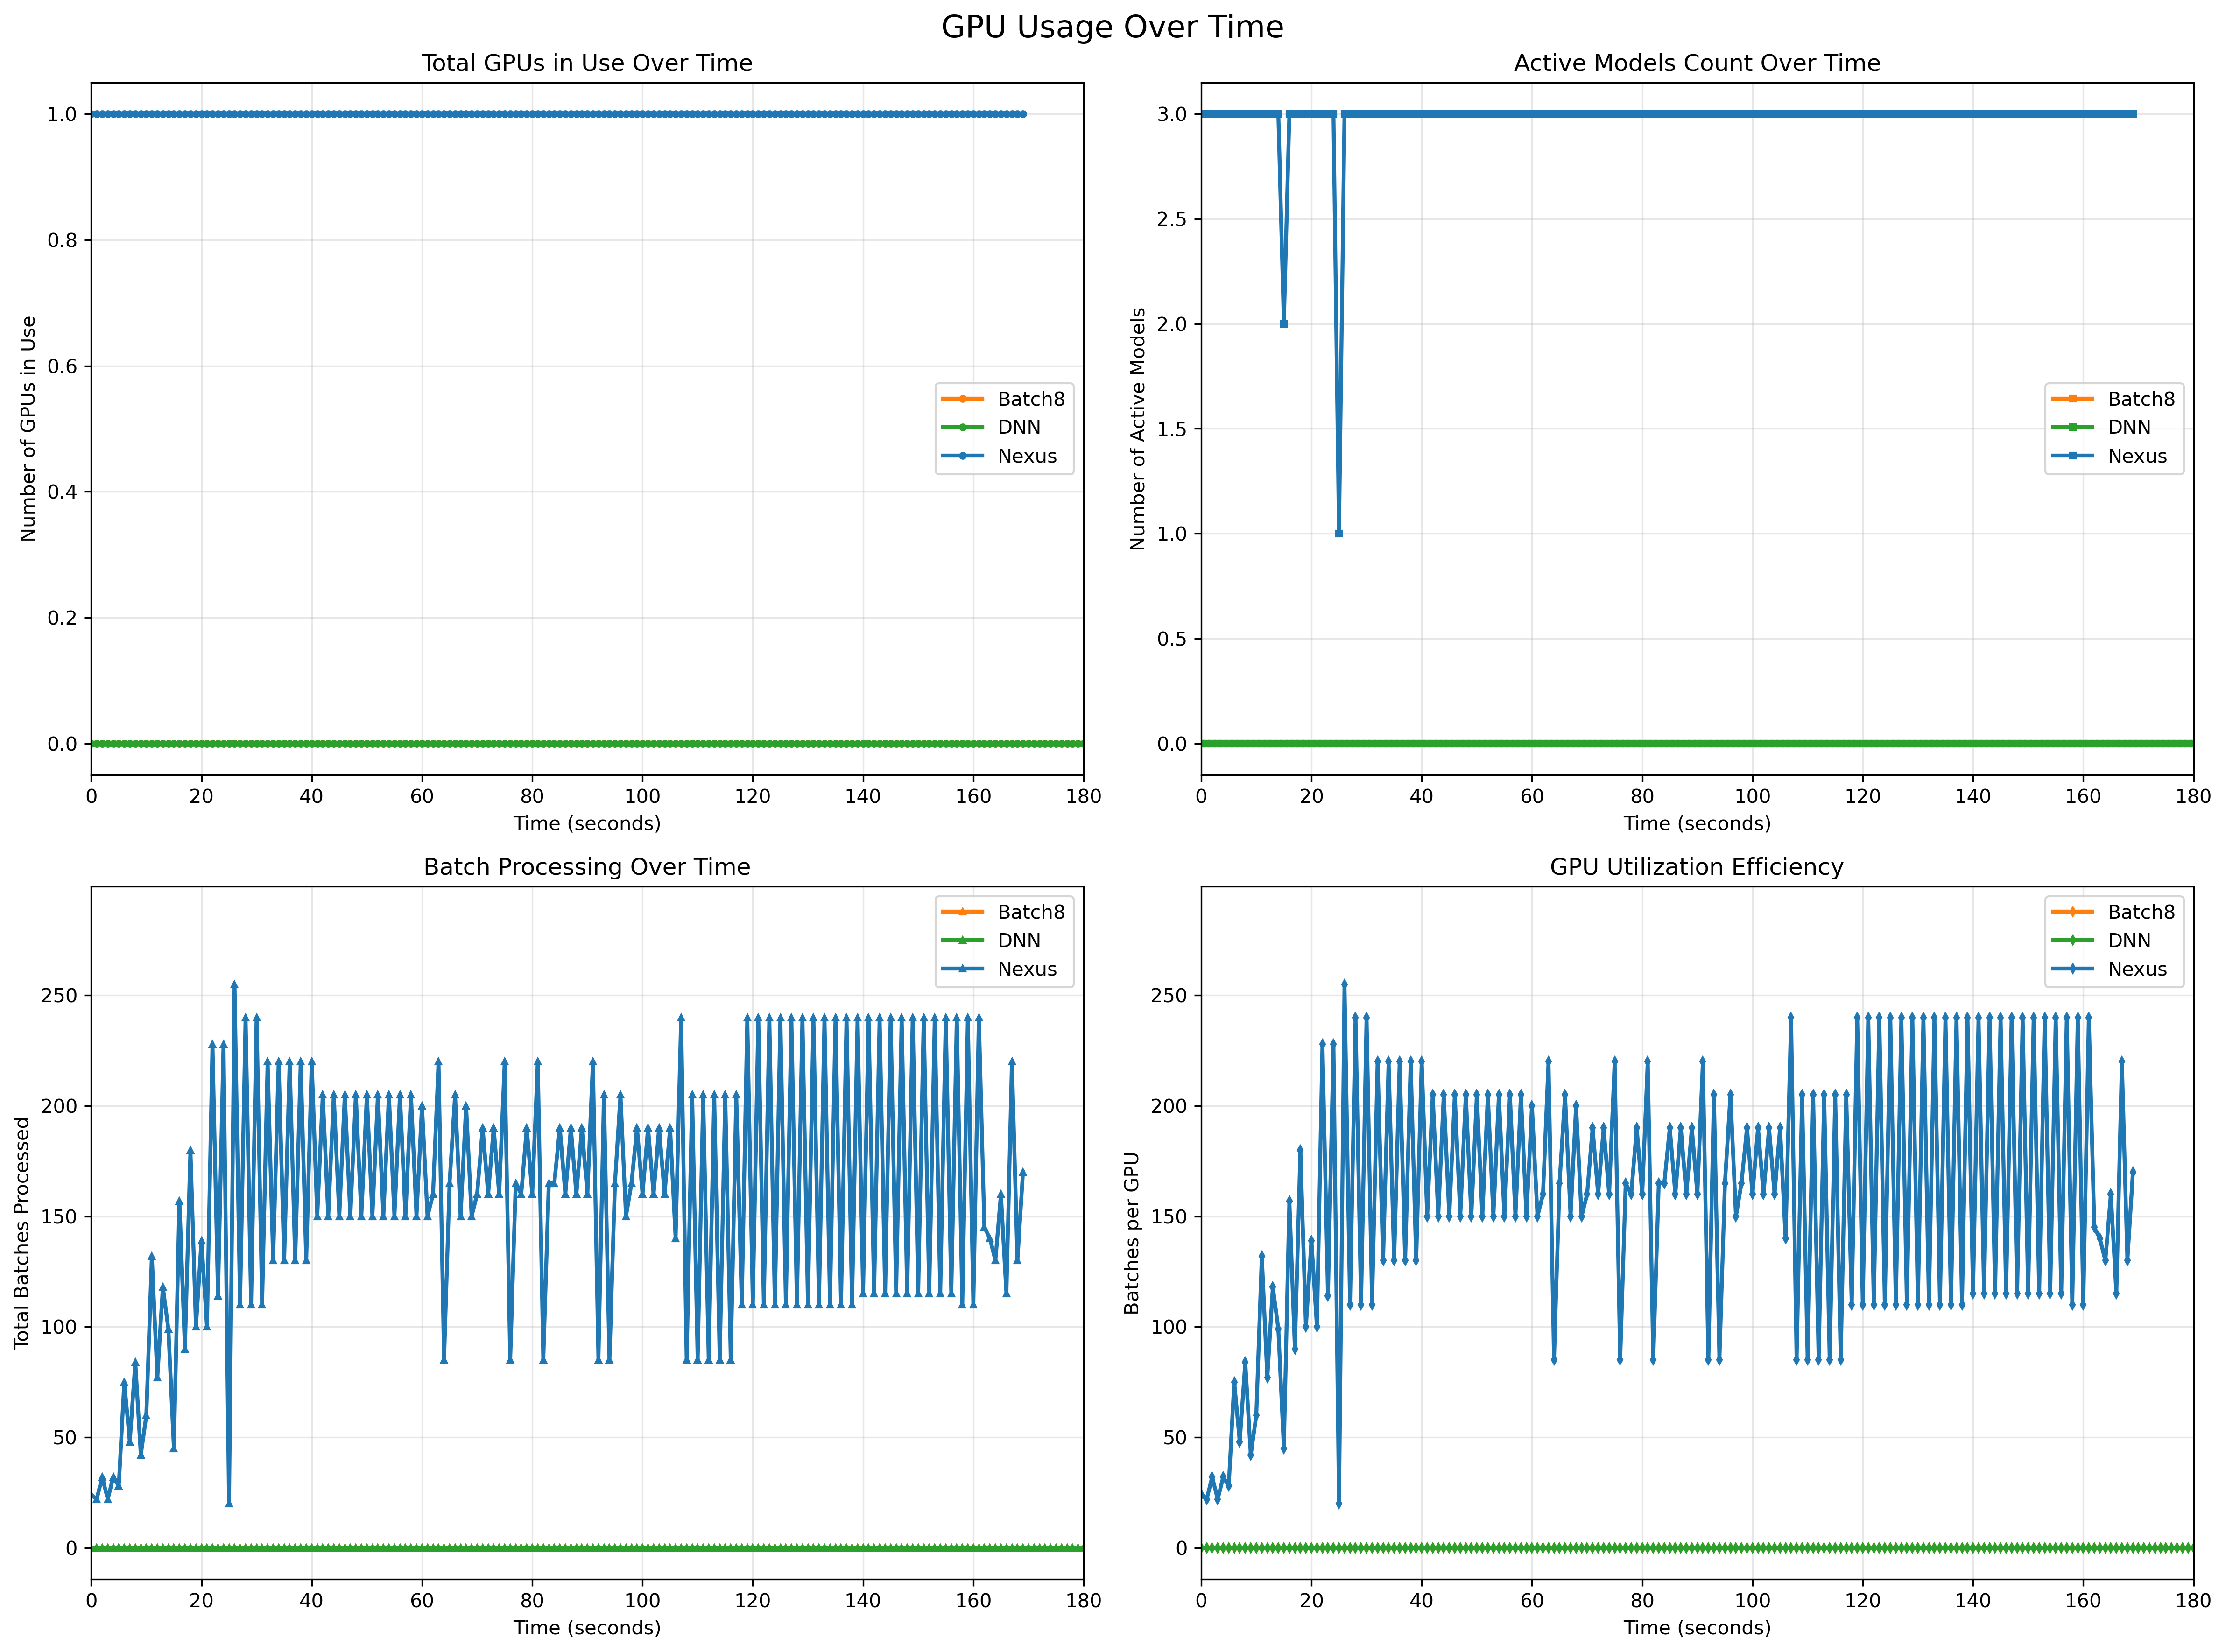 GPU Usage Over Time
Total GPUs in Use Over Time
Number of GPUs in Use
1.0
0.8
0.6
0.4
0.2
0.0
Batch8
DNN
Nexus
0 20 40 60 80 100 120 140 160 180
Time (seconds)
Active Models Count Over Time
Number of Active Models
3.0
2.5
2.0
1.5
1.0
0.5
0.0
Batch8
DNN
Nexus
0 20 40 60 80 100 120 140 160 180
Time (seconds)
Batch Processing Over Time
Total Batches Processed
250
200
150
100
50
0
Batch8
DNN
Nexus
0 20 40 60 80 100 120 140 160 180
Time (seconds)
GPU Utilization Efficiency
Batches per GPU
250
200
150
100
50
0
Batch8
DNN
Nexus
0 20 40 60 80 100 120 140 160 180
Time (seconds)